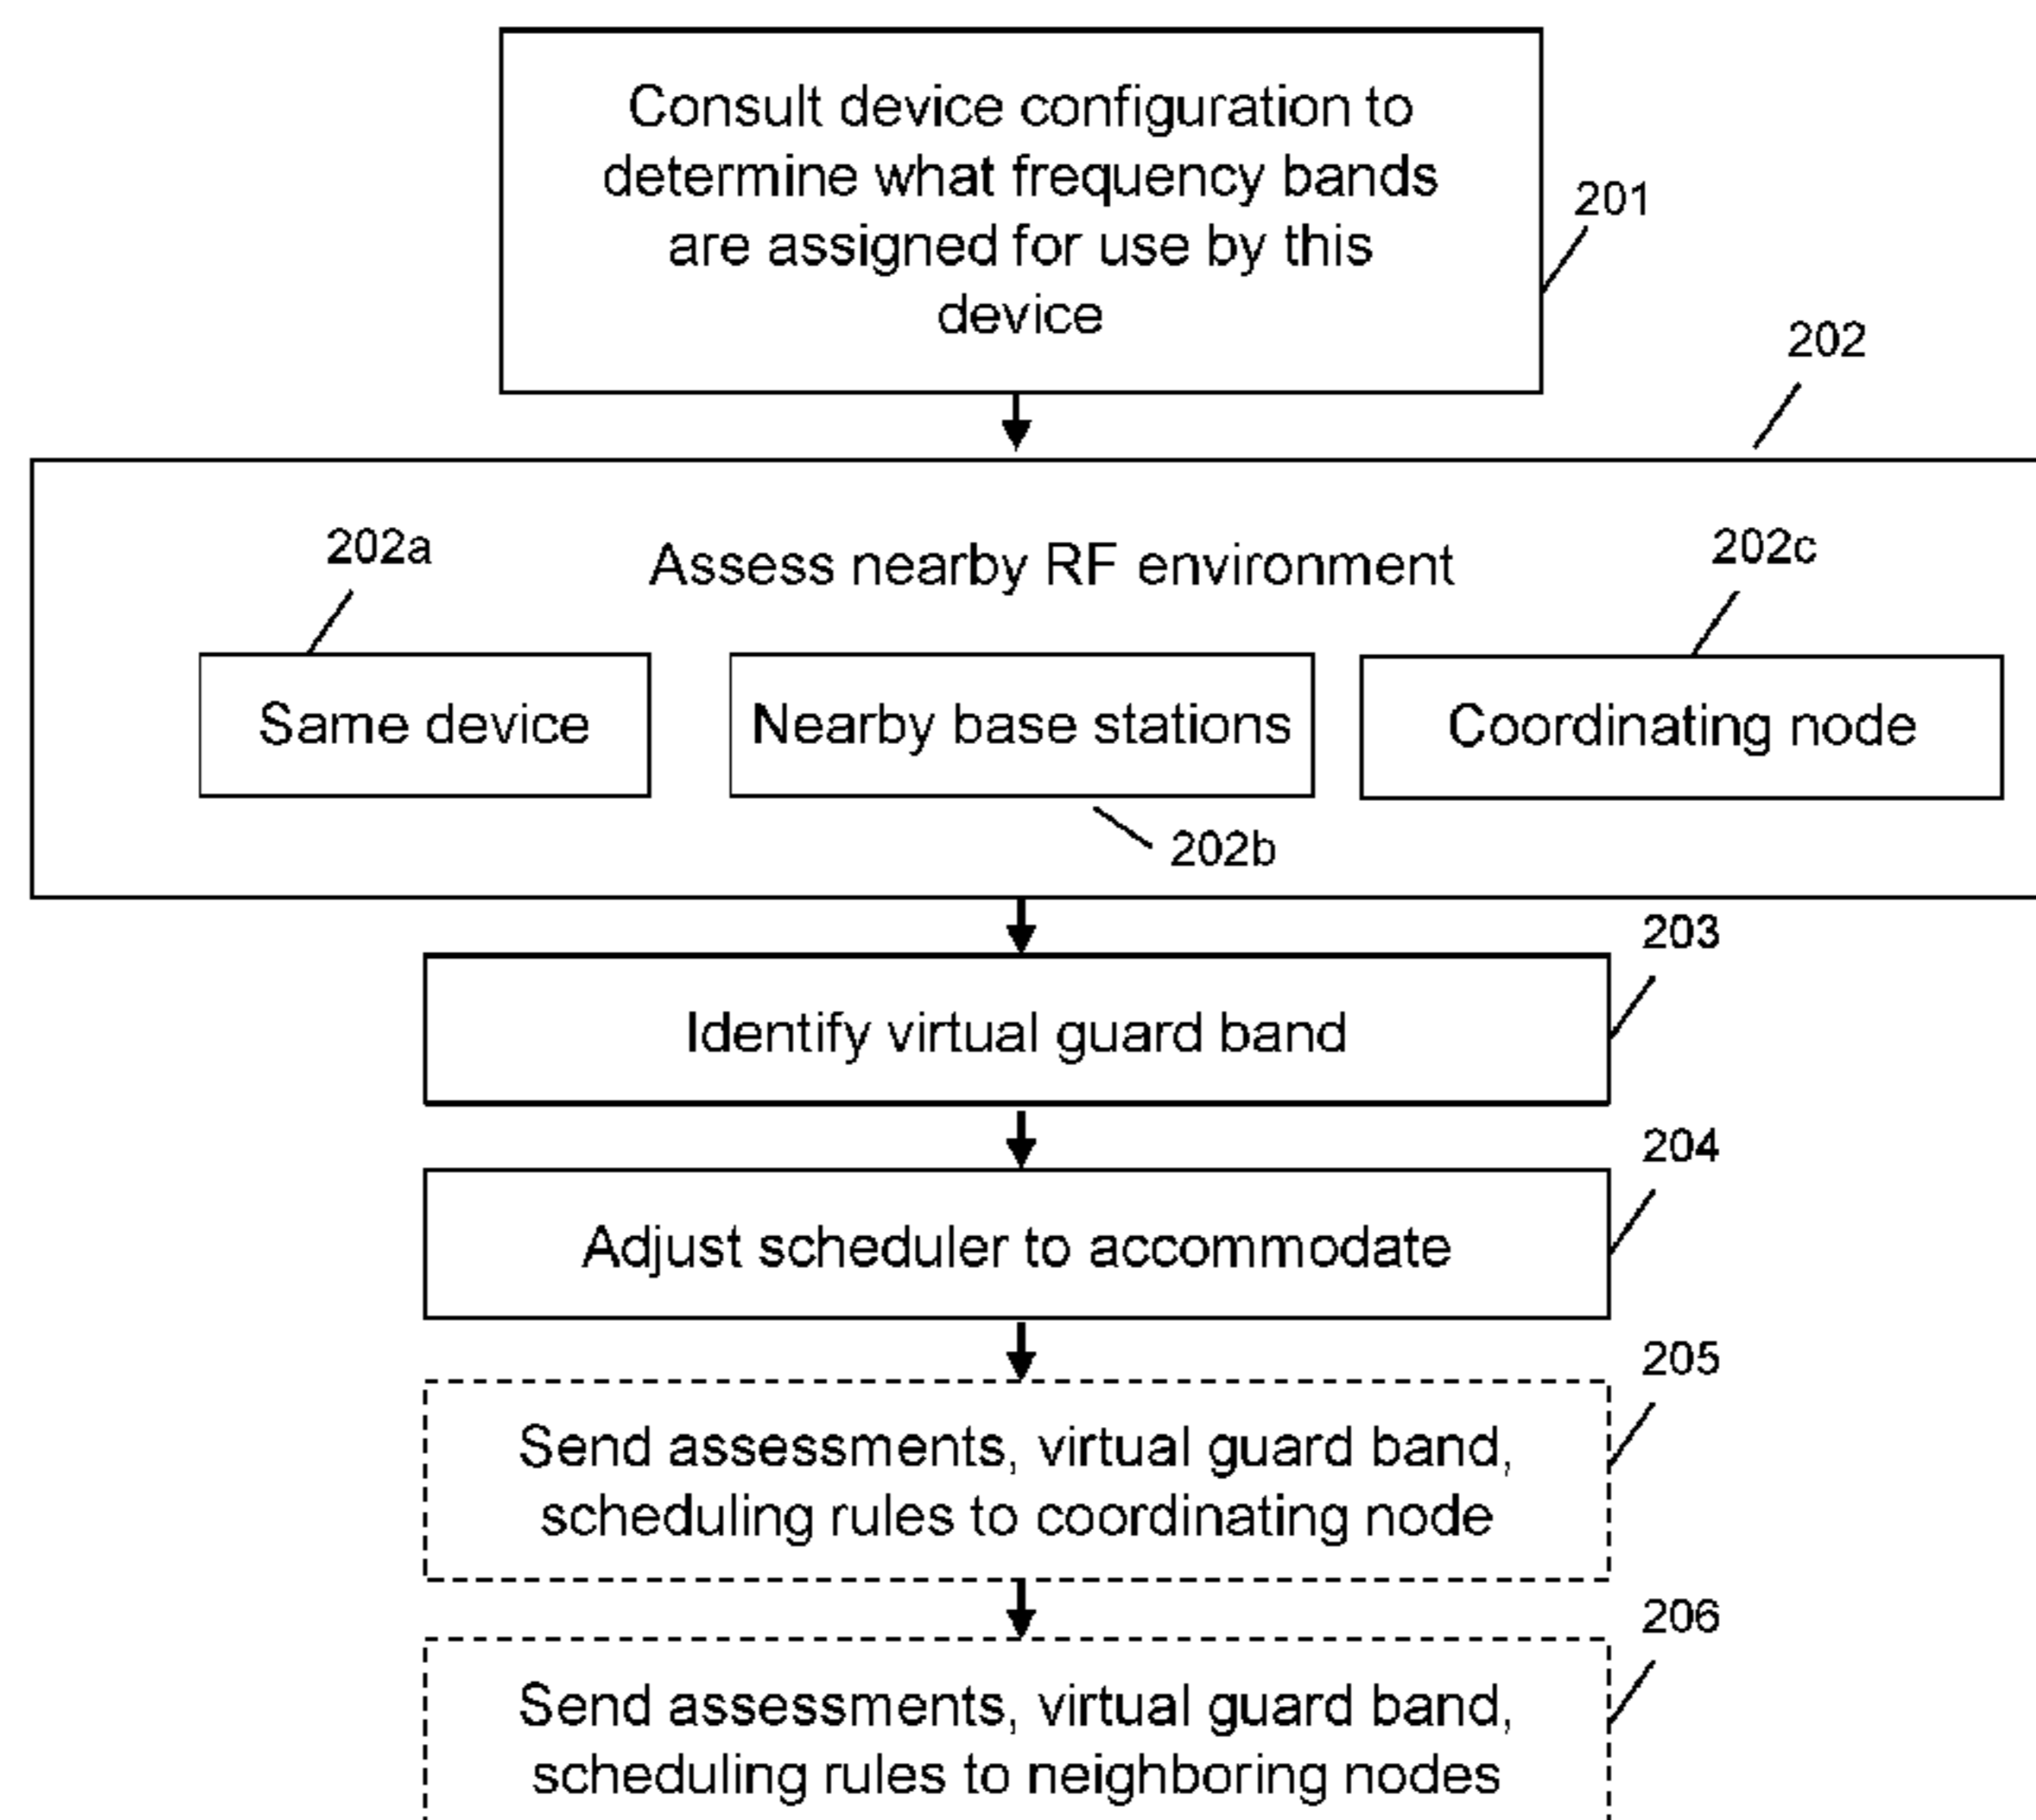 Consult device configuration to
determine what frequency bands
are assigned for use by this
device
201
202
202a
Assess nearby RF environment
202c
Same device
Nearby base stations
Coordinating node
202b
203
Identify virtual guard band
204
Adjust scheduler to accommodate
205
Send assessments, virtual guard band,
scheduling rules to coordinating node
206
Send assessments, virtual guard band,
scheduling rules to neighboring nodes